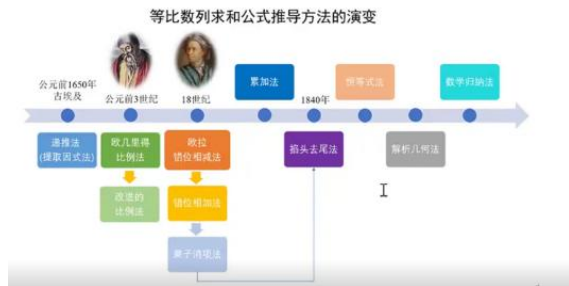 等比数列求和公式推导方法的演变
公元前1650年
古埃及
公元前3世纪
18世纪
累加法
1840年
恒等式法
数学归纳法
递推法
(提取因式法)
欧几里得
比例法
欧拉
错位相减法
掐头去尾法
解析几何法
改进的
比例法
错位相加法
乘子消项法